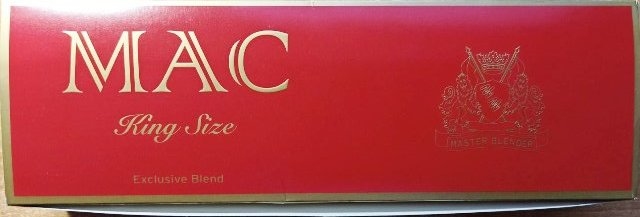 MAC
King Size
Exclusive Blend
MASTER BLENDER